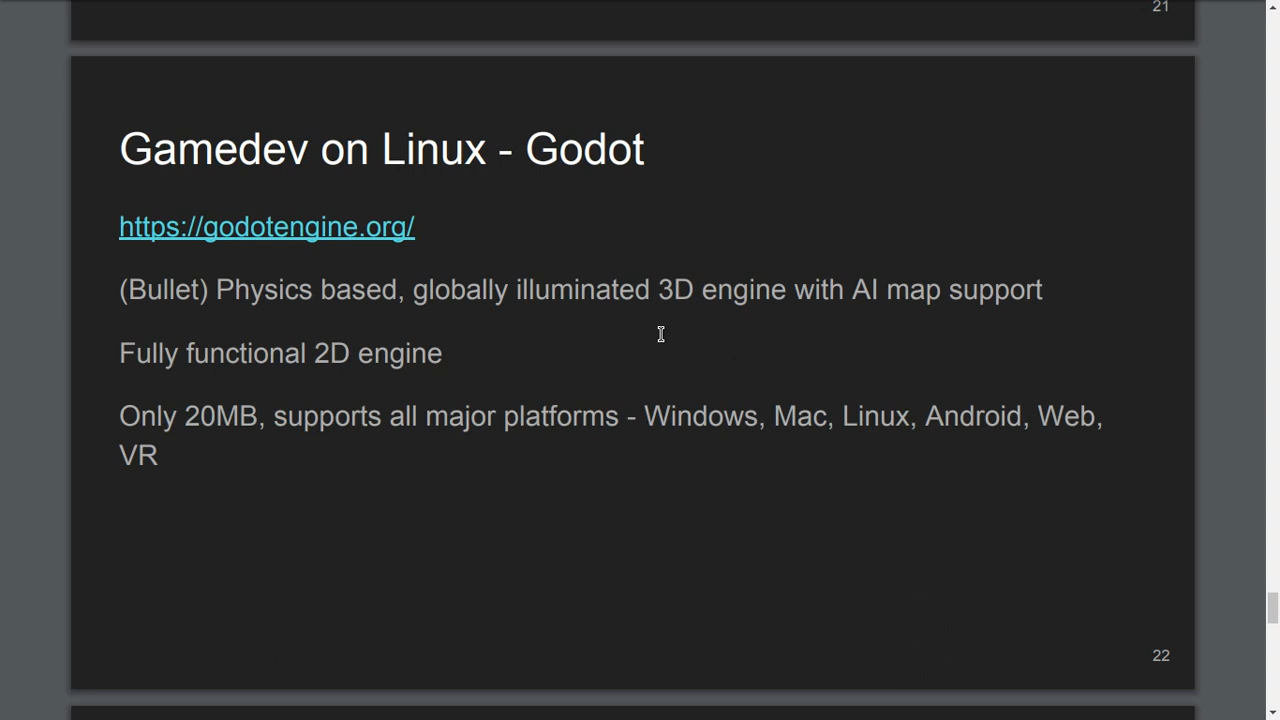 21
Gamedev on Linux - Godot
https://godotengine.org/
(Bullet) Physics based, globally illuminated 3D engine with AI map support
Fully functional 2D engine
Only 20MB, supports all major platforms - Windows, Mac, Linux, Android, Web,
VR
22